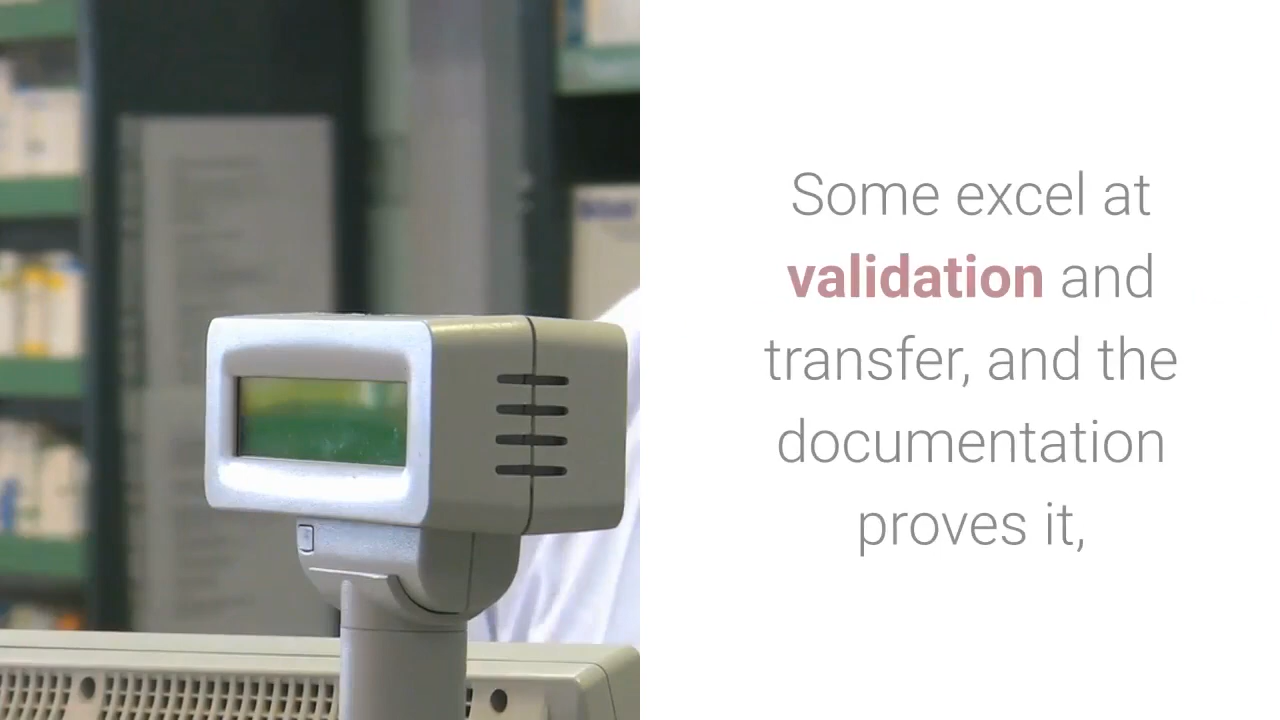 Some excel at
validation and
transfer, and the
documentation
proves it,